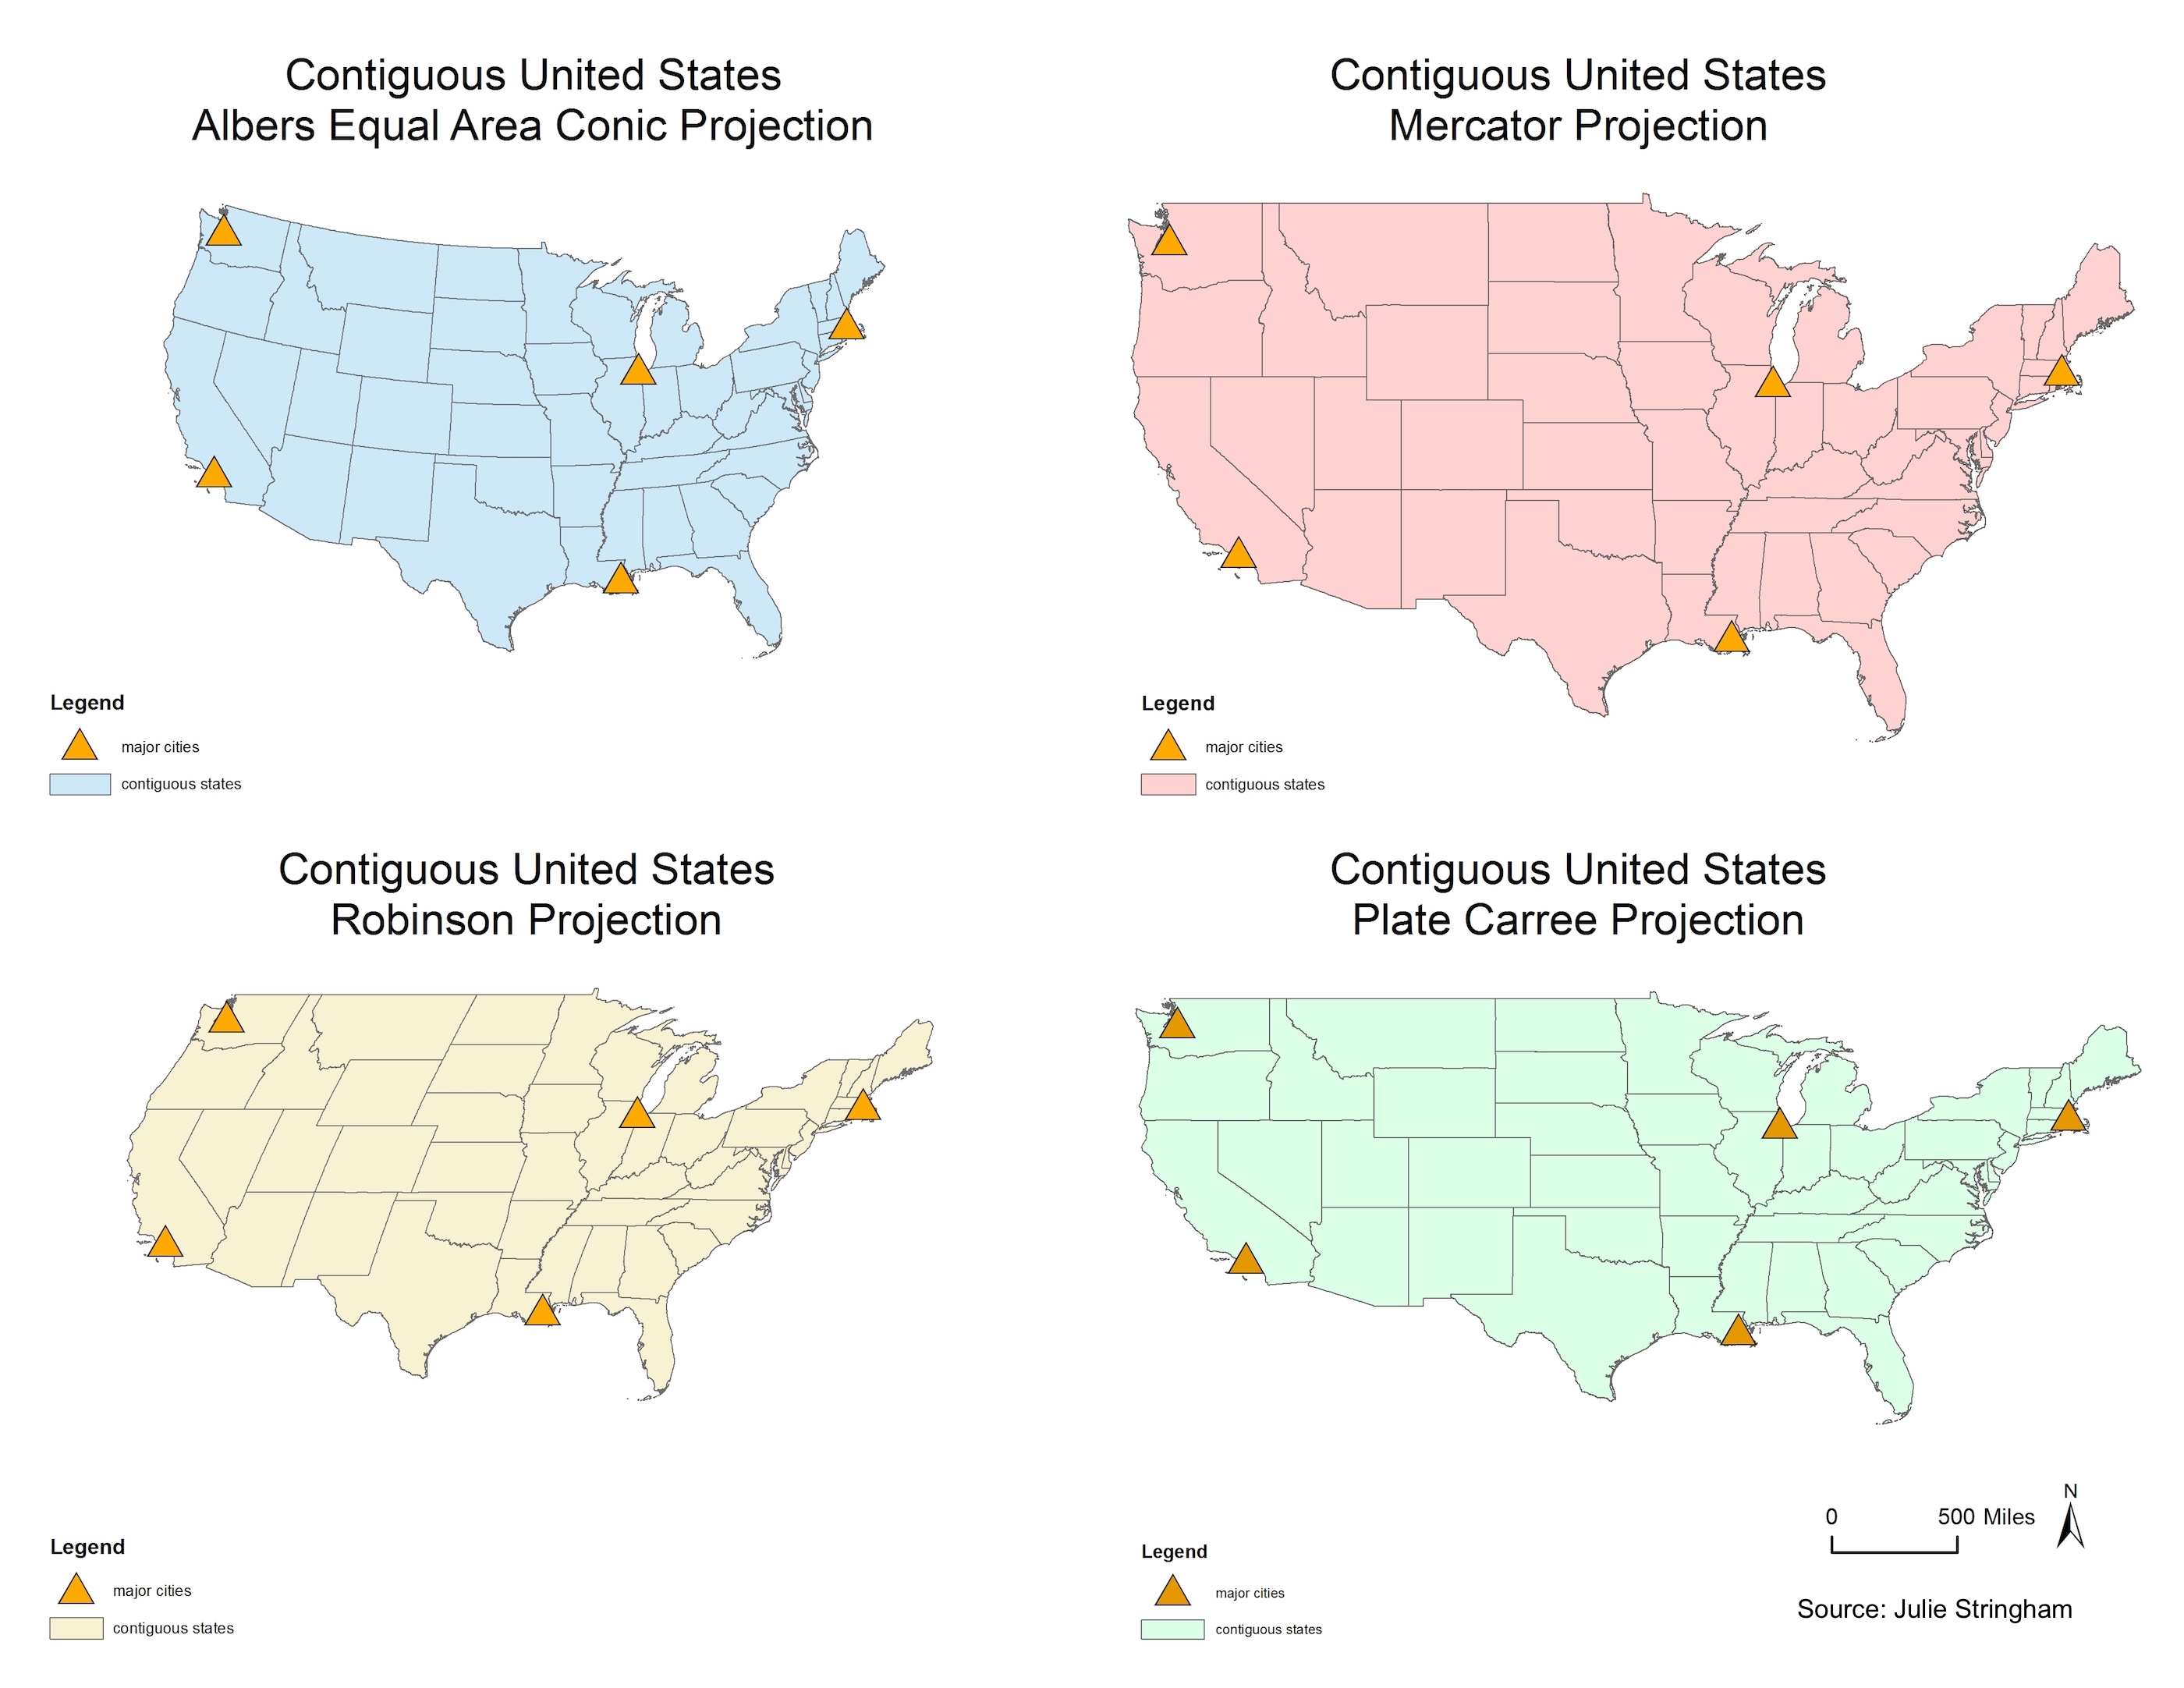 Contiguous United States
Albers Equal Area Conic Projection
Legend
major cities
contiguous states
Contiguous United States
Mercator Projection
Legend
major cities
contiguous states
Contiguous United States
Robinson Projection
Legend
major cities
contiguous states
Contiguous United States
Plate Carree Projection
Legend
major cities
contiguous states
N
0 500 Miles
Source: Julie Stringham